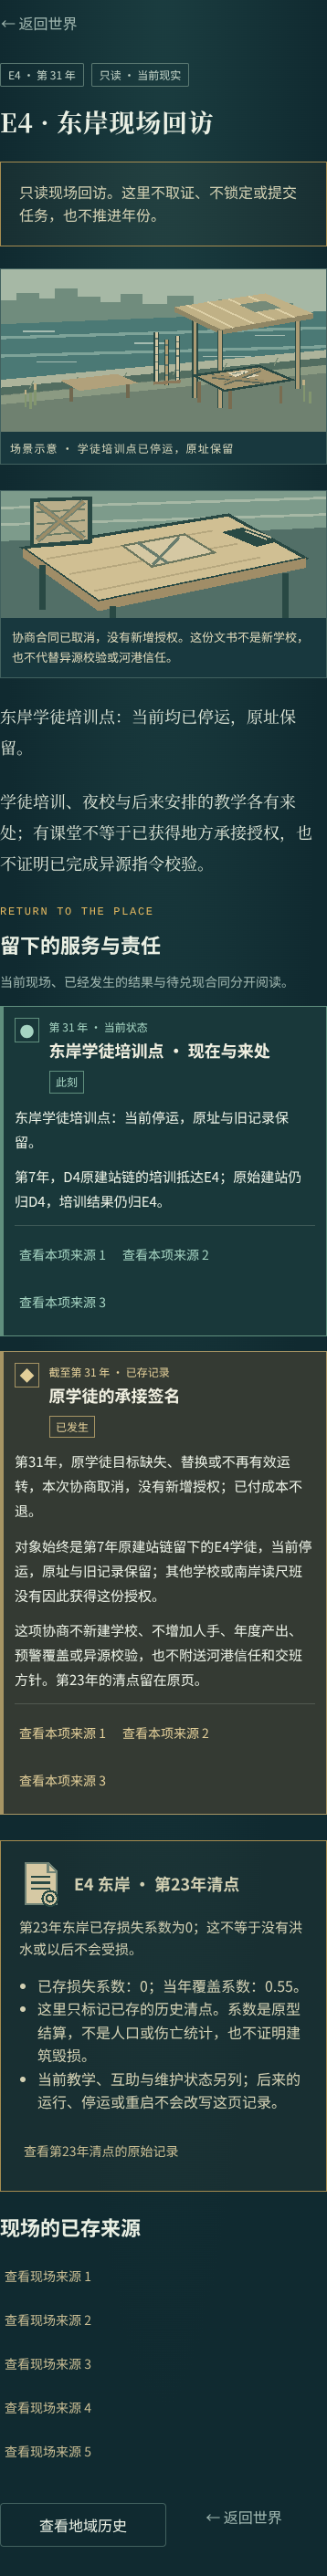 ← 返回世界
E4 · 第 31 年
只读 · 当前现实
E4 · 东岸现场回访
只读现场回访。这里不取证、不锁定或提交
任务，也不推进年份。
场景示意 · 学徒培训点已停运，原址保留
协商合同已取消，没有新增授权。这份文书不是新学校，
也不代替异源校验或河港信任。
东岸学徒培训点：当前均已停运，原址保
留。
学徒培训、夜校与后来安排的教学各有来
处；有课堂不等于已获得地方承接授权，也
不证明已完成异源指令校验。
RETURN TO THE PLACE
留下的服务与责任
当前现场、已经发生的结果与待兑现合同分开阅读。
第 31 年 · 当前状态
东岸学徒培训点 · 现在与来处
此刻
东岸学徒培训点：当前停运，原址与旧记录保
留。
第7年，D4原建站链的培训抵达E4；原始建站仍
归D4，培训结果仍归E4。
查看本项来源 1
查看本项来源 2
查看本项来源 3
截至第 31 年 · 已存记录
原学徒的承接签名
已发生
第31年，原学徒目标缺失、替换或不再有效运
转，本次协商取消，没有新增授权；已付成本不
退。
对象始终是第7年原建站链留下的E4学徒，当前停
运，原址与旧记录保留；其他学校或南岸读尺班
没有因此获得这份授权。
这项协商不新建学校、不增加人手、年度产出、
预警覆盖或异源校验，也不附送河港信任和交班
方针。第23年的清点留在原页。
查看本项来源 1
查看本项来源 2
查看本项来源 3
E4 东岸 · 第23年清点
第23年东岸已存损失系数为0；这不等于没有洪
水或以后不会受损。
已存损失系数：0；当年覆盖系数：0.55。
这里只标记已存的历史清点。系数是原型
结算，不是人口或伤亡统计，也不证明建
筑毁损。
当前教学、互助与维护状态另列；后来的
运行、停运或重启不会改写这页记录。
查看第23年清点的原始记录
现场的已存来源
查看现场来源 1
查看现场来源 2
查看现场来源 3
查看现场来源 4
查看现场来源 5
查看地域历史
← 返回世界